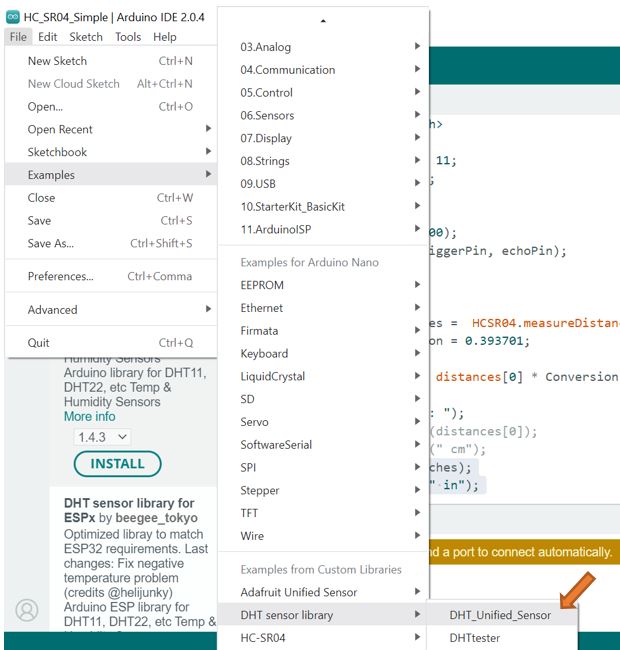 HC_SR04_Simple | Arduino IDE 2.0.4
File Edit Sketch Tools Help
New Sketch Ctrl+N
New Cloud Sketch Alt+Ctrl+N
Open... Ctrl+O
Open Recent
Sketchbook
Examples
Close Ctrl+W
Save Ctrl+S
Save As... Ctrl+Shift+S
Preferences... Ctrl+Comma
Advanced
Quit Ctrl+Q
03.Analog
04.Communication
05.Control
06.Sensors
07.Display
08.Strings
09.USB
10.StarterKit_BasicKit
11.ArduinoISP
Examples for Arduino Nano
EEPROM
Ethernet
Firmata
Keyboard
LiquidCrystal
SD
Servo
SoftwareSerial
SPI
Stepper
TFT
Wire
Examples from Custom Libraries
Adafruit Unified Sensor
DHT sensor library
HC-SR04
DHT_Unified_Sensor
DHTtester
h>
11;
;
00);
iggerPin, echoPin);
es = HCSR04.measureDistan
on = 0.393701;
distances[0] * Conversion
: ");
(distances[0]);
(" cm");
ches);
" in");
nd a port to connect automatically.
Humidity Sensors
Arduino library for DHT11,
DHT22, etc Temp &
Humidity Sensors
More info
1.4.3
INSTALL
DHT sensor library for
ESPx by beegee_tokyo
Optimized libray to match
ESP32 requirements. Last
changes: Fix negative
temperature problem
(credits @helijunky)
Arduino ESP library for
DHT11, DHT22, etc Temp &